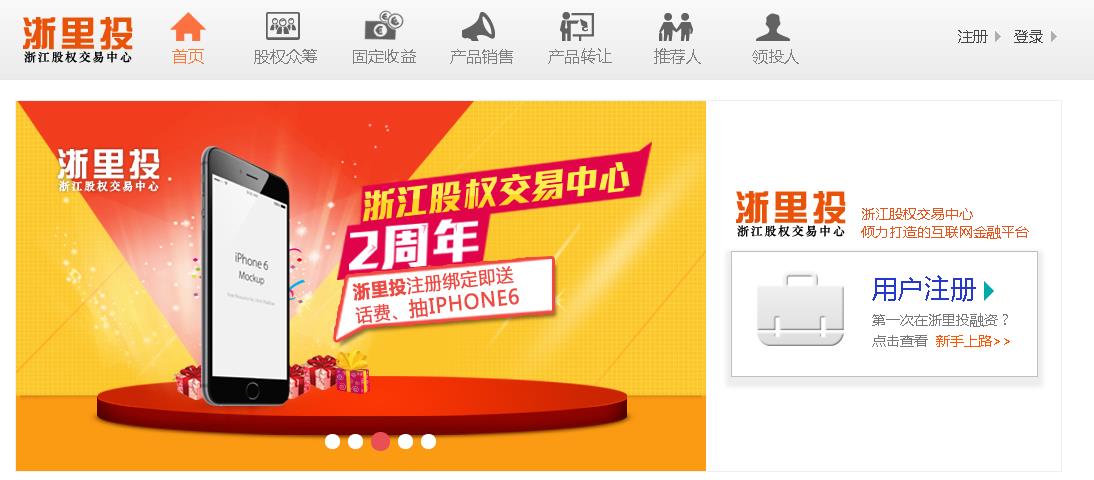 浙里投
浙江股权交易中心
首页
股权众筹
固定收益
产品销售
产品转让
推荐人
领投人
注册
登录
浙里投
浙江股权交易中心
iPhone 6
Mockup
浙江股权交易中心
2周年
浙里投注册绑定即送
话费、抽IPHONE6
浙里投
浙江股权交易中心
浙江股权交易中心
倾力打造的互联网金融平台
用户注册
第一次在浙里投融资？
点击查看 新手上路>>